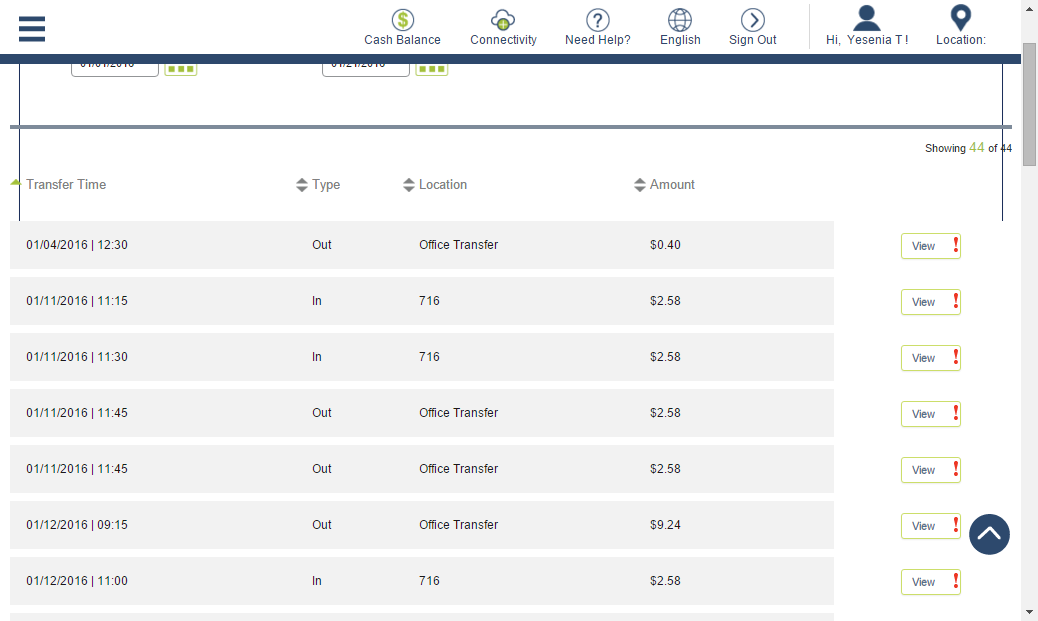 Cash Balance Connectivity Need Help? English Sign Out Hi, Yesenia T ! Location:
Showing 44 of 44
Transfer Time Type Location Amount
01/04/2016 | 12:30 Out Office Transfer $0.40 View !
01/11/2016 | 11:15 In 716 $2.58 View !
01/11/2016 | 11:30 In 716 $2.58 View !
01/11/2016 | 11:45 Out Office Transfer $2.58 View !
01/11/2016 | 11:45 Out Office Transfer $2.58 View !
01/12/2016 | 09:15 Out Office Transfer $9.24 View !
01/12/2016 | 11:00 In 716 $2.58 View !